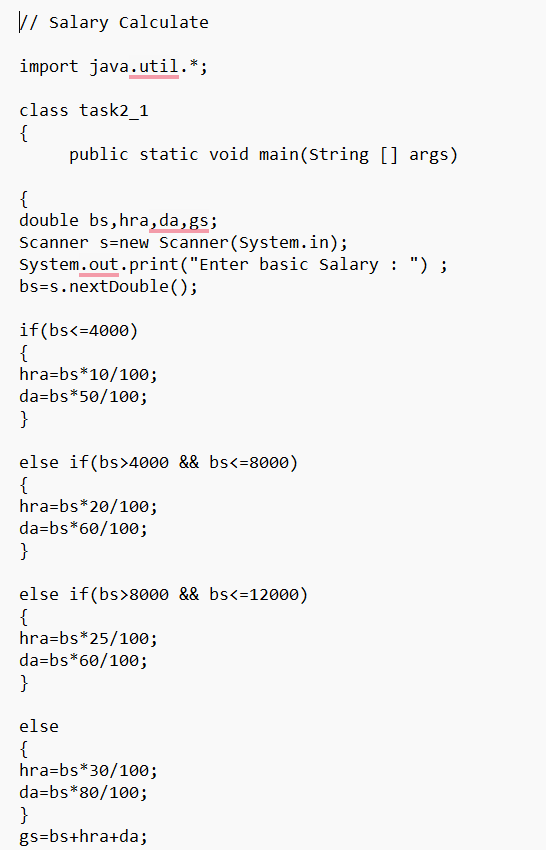 // Salary Calculate
import java.util.*;
class task2_1
{
public static void main(String [] args)
{
double bs,hra,da,gs;
Scanner s=new Scanner(System.in);
System.out.print("Enter basic Salary : ") ;
bs=s.nextDouble();
if(bs<=4000)
{
hra=bs*10/100;
da=bs*50/100;
}
else if(bs>4000 && bs<=8000)
{
hra=bs*20/100;
da=bs*60/100;
}
else if(bs>8000 && bs<=12000)
{
hra=bs*25/100;
da=bs*60/100;
}
else
{
hra=bs*30/100;
da=bs*80/100;
}
gs=bs+hra+da;